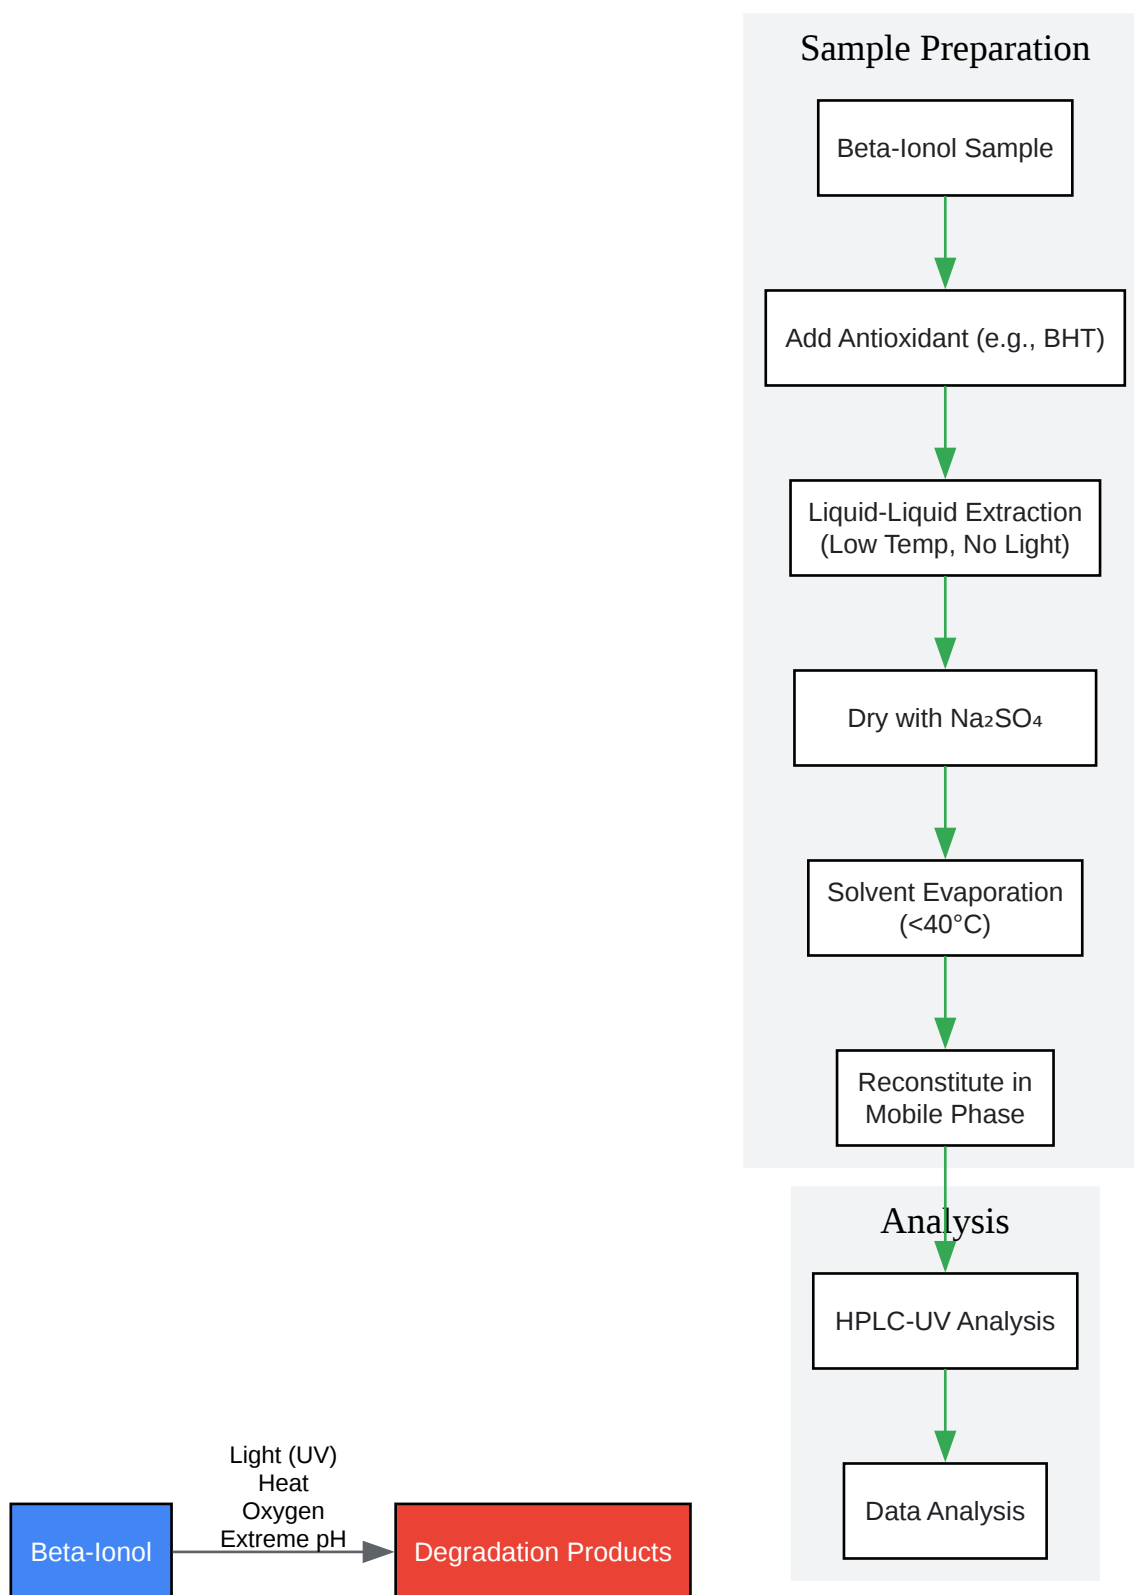 Sample Preparation
Beta-Ionol Sample
Add Antioxidant (e.g., BHT)
Liquid-Liquid Extraction
(Low Temp, No Light)
Dry with Na₂SO₄
Solvent Evaporation
(<40°C)
Reconstitute in
Mobile Phase
Analysis
HPLC-UV Analysis
Data Analysis
Light (UV)
Heat
Oxygen
Extreme pH
Beta-Ionol
Degradation Products